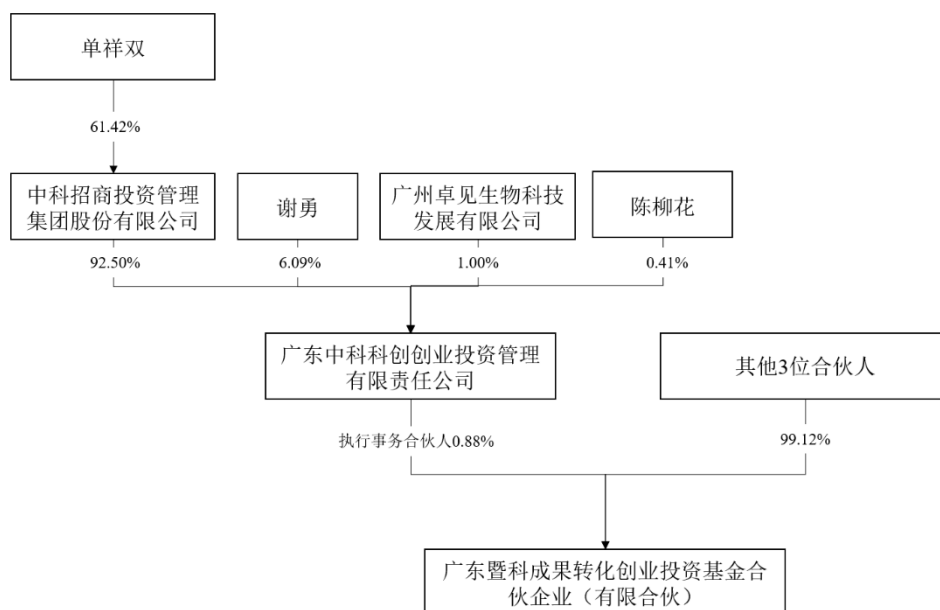 单祥双
61.42%
中科招商投资管理
集团股份有限公司
谢勇
广州卓见生物科技
发展有限公司
陈柳花
92.50%
6.09%
1.00%
0.41%
广东中科科创创业投资管理
有限责任公司
其他3位合伙人
执行事务合伙人0.88%
99.12%
广东暨科成果转化创业投资基金合
伙企业（有限合伙）